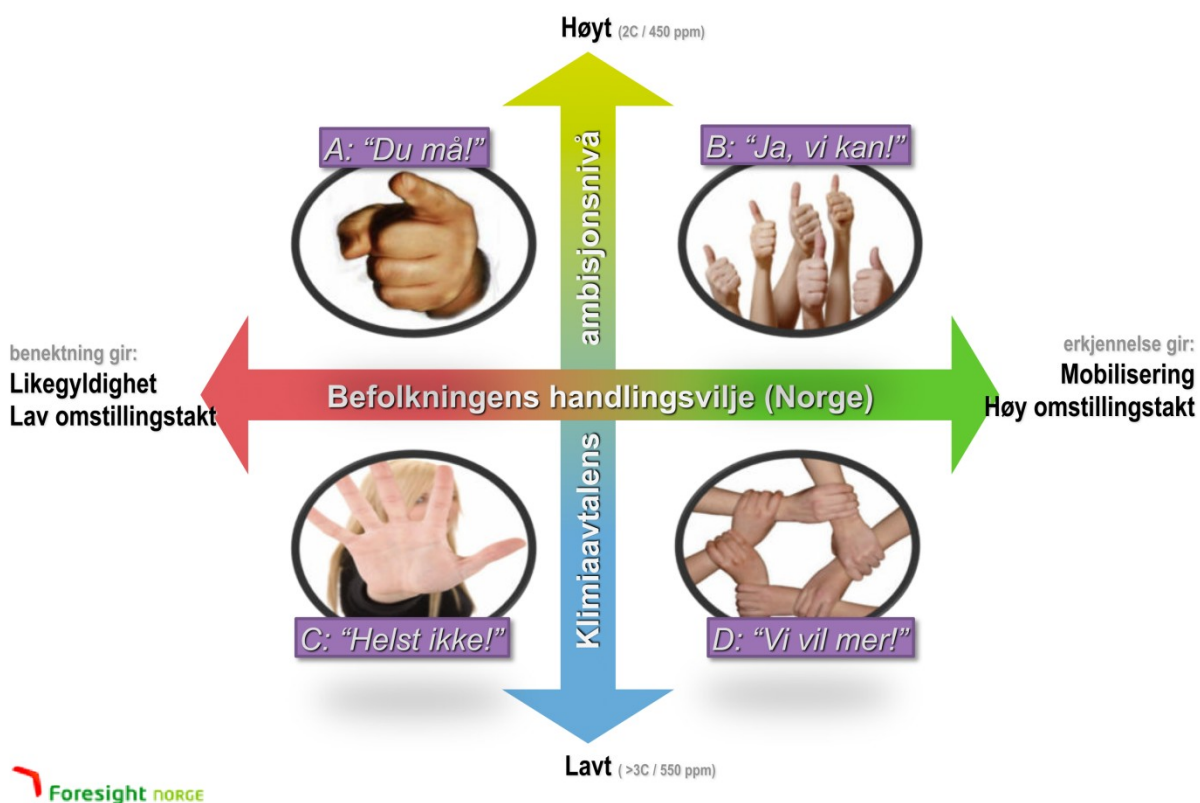 Høyt (2C / 450 ppm)
A: “Du må!”
B: “Ja, vi kan!”
ambisjonsnivå
benektning gir:
Likegyldighet
Lav omstillingstakt
Befolkningens handlingsvilje (Norge)
erkjennelse gir:
Mobilisering
Høy omstillingstakt
Klimiaavtalens
C: “Helst ikke!”
D: “Vi vil mer!”
Lavt ( >3C / 550 ppm)
Foresight NORGE